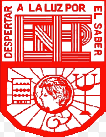 DESPERTAR A LA LUZ POR EL SABER
ENP